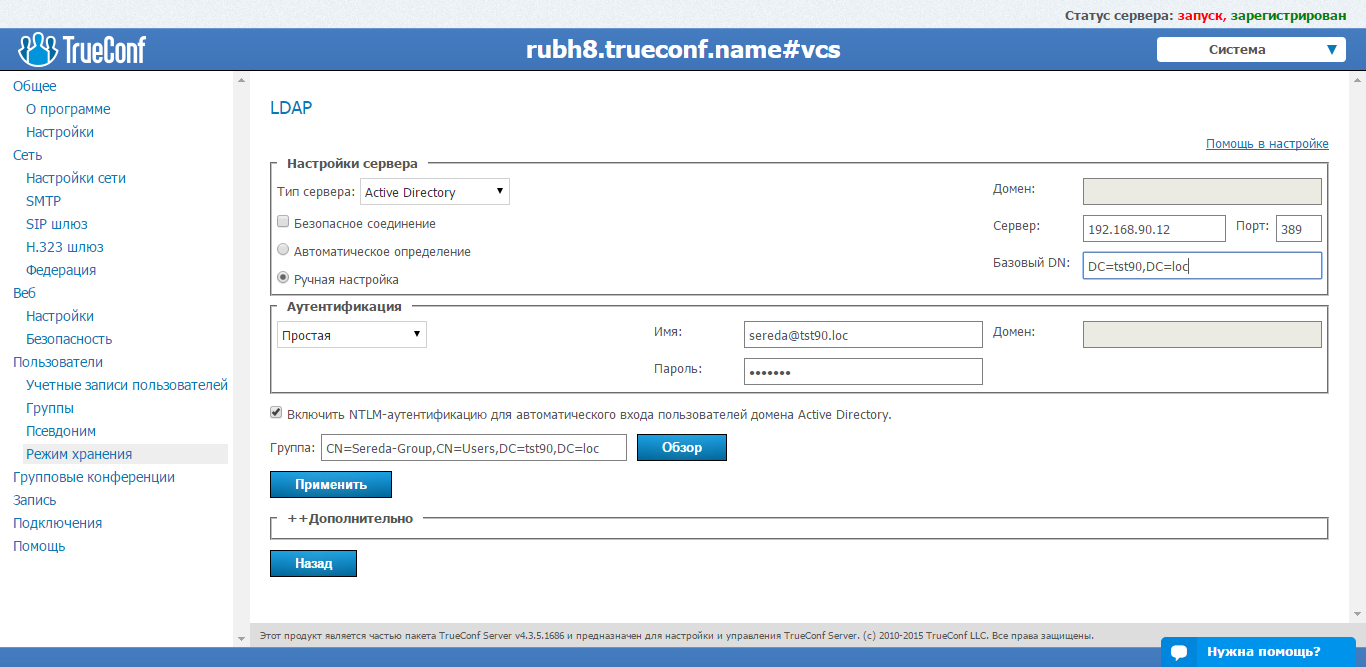 Статус сервера: запуск, зарегистрирован
TrueConf
rubh8.trueconf.name#vcs
Система
Общее
О программе
Настройки
Сеть
Настройки сети
SMTP
SIP шлюз
H.323 шлюз
Федерация
Веб
Настройки
Безопасность
Пользователи
Учетные записи пользователей
Группы
Псевдоним
Режим хранения
Групповые конференции
Запись
Подключения
Помощь
LDAP
Помощь в настройке
Настройки сервера
Тип сервера: Active Directory
Безопасное соединение
Автоматическое определение
Ручная настройка
Домен:
Сервер: 192.168.90.12 Порт: 389
Базовый DN: DC=tst90,DC=loc
Аутентификация
Простая
Имя: sereda@tst90.loc
Домен:
Пароль: •••••••
Включить NTLM-аутентификацию для автоматического входа пользователей домена Active Directory.
Группа: CN=Sereda-Group,CN=Users,DC=tst90,DC=loc Обзор
Применить
++Дополнительно
Назад
Этот продукт является частью пакета TrueConf Server v4.3.5.1686 и предназначен для настройки и управления TrueConf Server. (c) 2010-2015 TrueConf LLC. Все права защищены.
Нужна помощь?